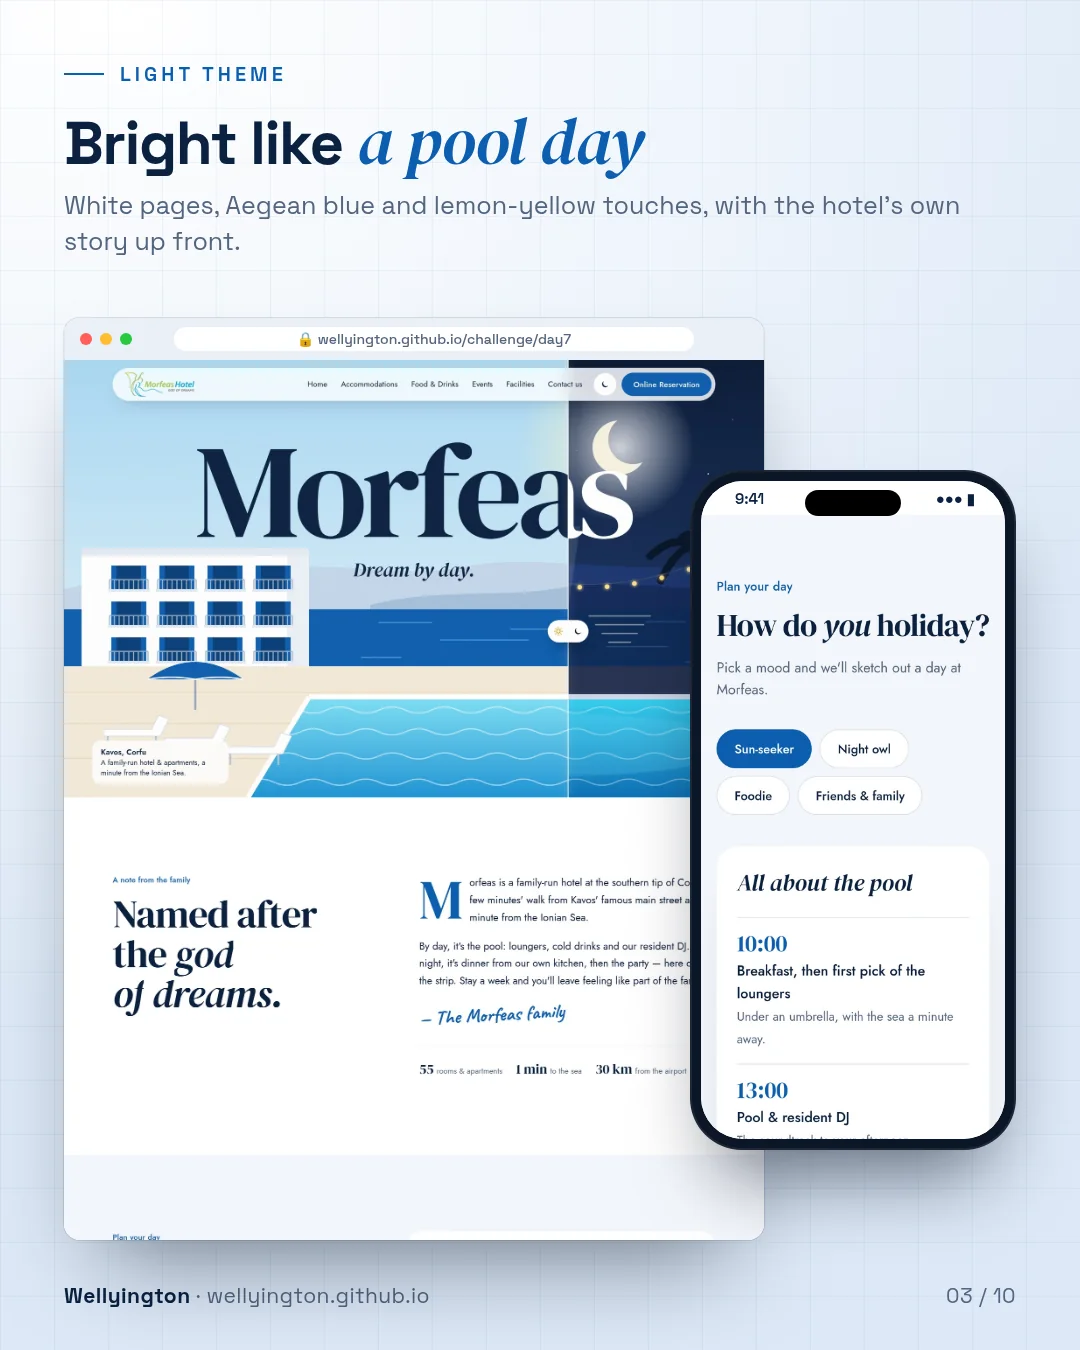 LIGHT THEME
Bright like a pool day
White pages, Aegean blue and lemon-yellow touches, with the hotel's own
story up front.
wellyington.github.io/challenge/day7
Morfeas Hotel
Home Accommodations Food & Drinks Events Facilities Contact us Online Reservation
Morfeas
Dream by day.
Kavos, Corfu
A family-run hotel & apartments, a
minute from the Ionian Sea.
A note from the family
Named after
the god
of dreams.
Morfeas is a family-run hotel at the southern tip of Co
few minutes' walk from Kavos' famous main street a
minute from the Ionian Sea.
By day, it's the pool: loungers, cold drinks and our resident DJ.
night, it's dinner from our own kitchen, then the party — here
the strip. Stay a week and you'll leave feeling like part of the
– The Morfeas family
55 rooms & apartments 1 min to the sea 30 km from the airport
Plan your day
9:41
Plan your day
How do you holiday?
Pick a mood and we'll sketch out a day at
Morfeas.
Sun-seeker Night owl
Foodie Friends & family
All about the pool
10:00
Breakfast, then first pick of the
loungers
Under an umbrella, with the sea a minute
away.
13:00
Pool & resident DJ
Wellyington · wellyington.github.io
03 / 10